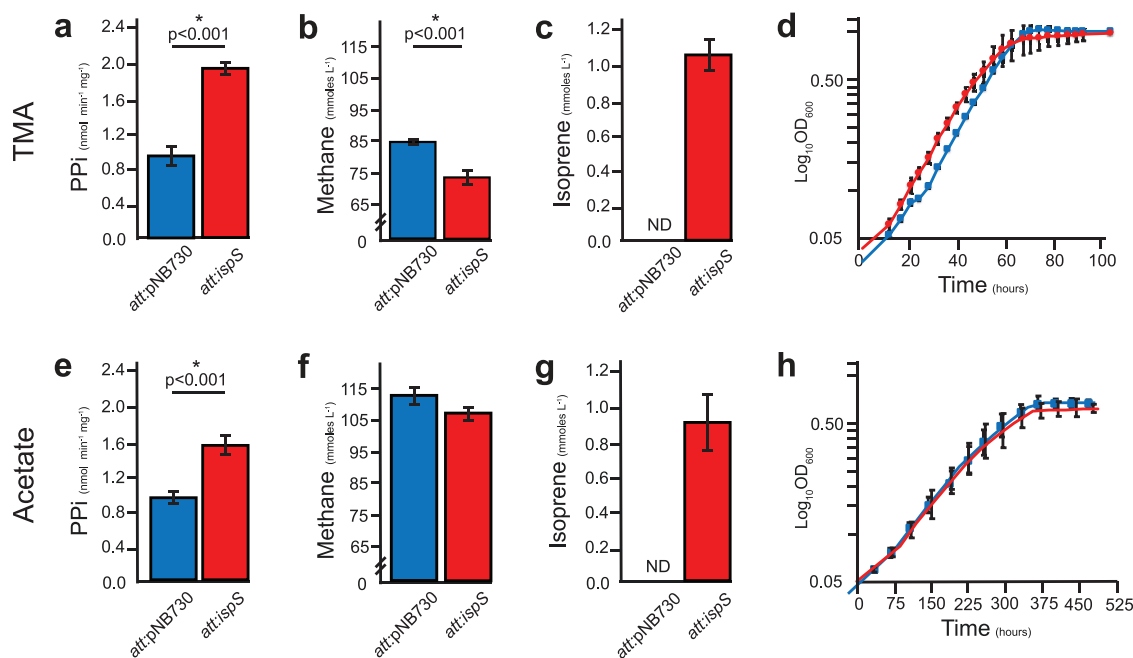 TMA
a
*
p<0.001
PPi (nmol min⁻¹ mg⁻¹)
2.4
2.0
1.6
1.2
0.8
0.4
0.0
att:pNB730
att:ispS
b
*
p<0.001
Methane (mmoles L⁻¹)
115
105
95
85
75
65
0
att:pNB730
att:ispS
c
Isoprene (mmoles L⁻¹)
1.2
1.0
0.8
0.6
0.4
0.2
0.0
ND
att:pNB730
att:ispS
d
Log₁₀OD₆₀₀
0.50
0.05
20
40
60
80
100
Time (hours)
Acetate
e
*
p<0.001
PPi (nmol min⁻¹ mg⁻¹)
2.4
2.0
1.6
1.2
0.8
0.4
0.0
att:pNB730
att:ispS
f
Methane (mmoles L⁻¹)
115
105
95
85
75
65
0
att:pNB730
att:ispS
g
Isoprene (mmoles L⁻¹)
1.2
1.0
0.8
0.6
0.4
0.2
0.0
ND
att:pNB730
att:ispS
h
Log₁₀OD₆₀₀
0.50
0.05
0
75
150
225
300
375
450
525
Time (hours)